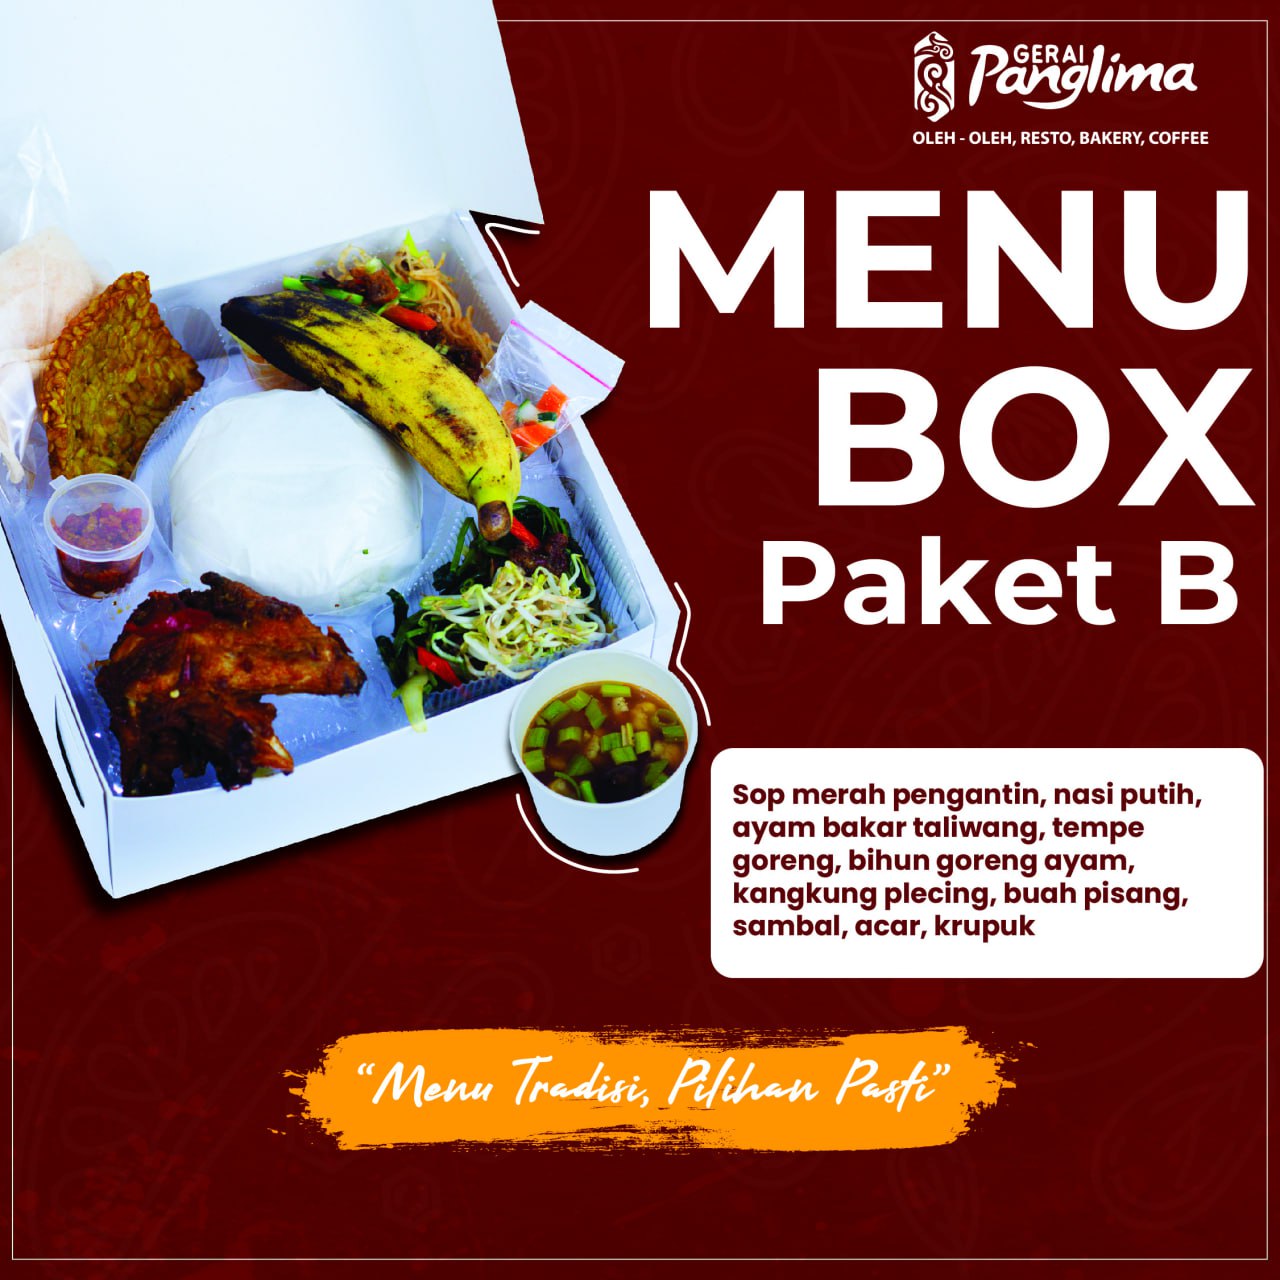 GERAI
Panglima
OLEH - OLEH, RESTO, BAKERY, COFFEE
MENU
BOX
Paket B
Sop merah pengantin, nasi putih,
ayam bakar taliwang, tempe
goreng, bihun goreng ayam,
kangkung plecing, buah pisang,
sambal, acar, krupuk
“Menu Tradisi, Pilihan Pasti”